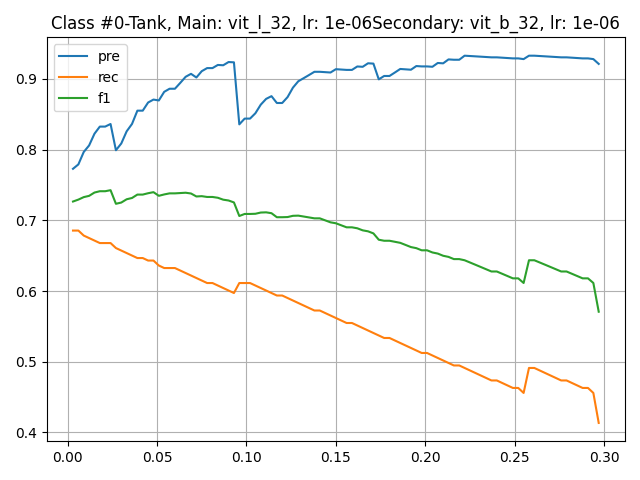 Class #0-Tank, Main: vit_l_32, lr: 1e-06Secondary: vit_b_32, lr: 1e-06
pre
rec
f1
0.9
0.8
0.7
0.6
0.5
0.4
0.00 0.05 0.10 0.15 0.20 0.25 0.30